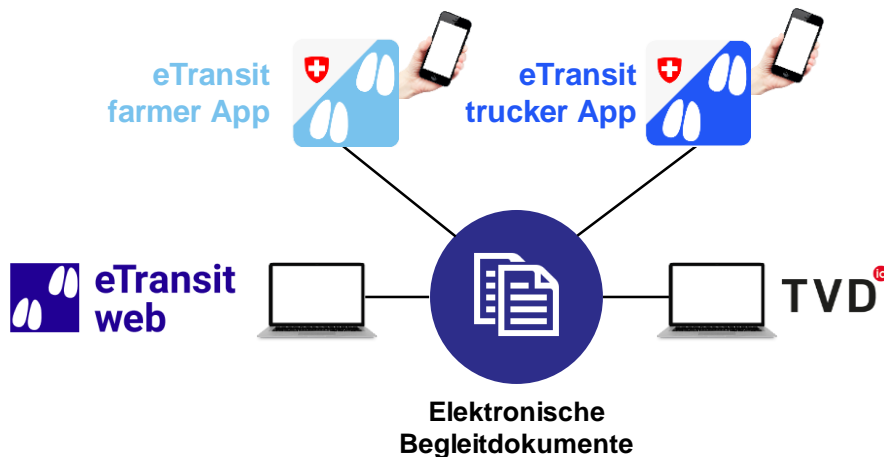 eTransit
farmer App
eTransit
trucker App
eTransit
web
TVD
Elektronische
Begleitdokumente